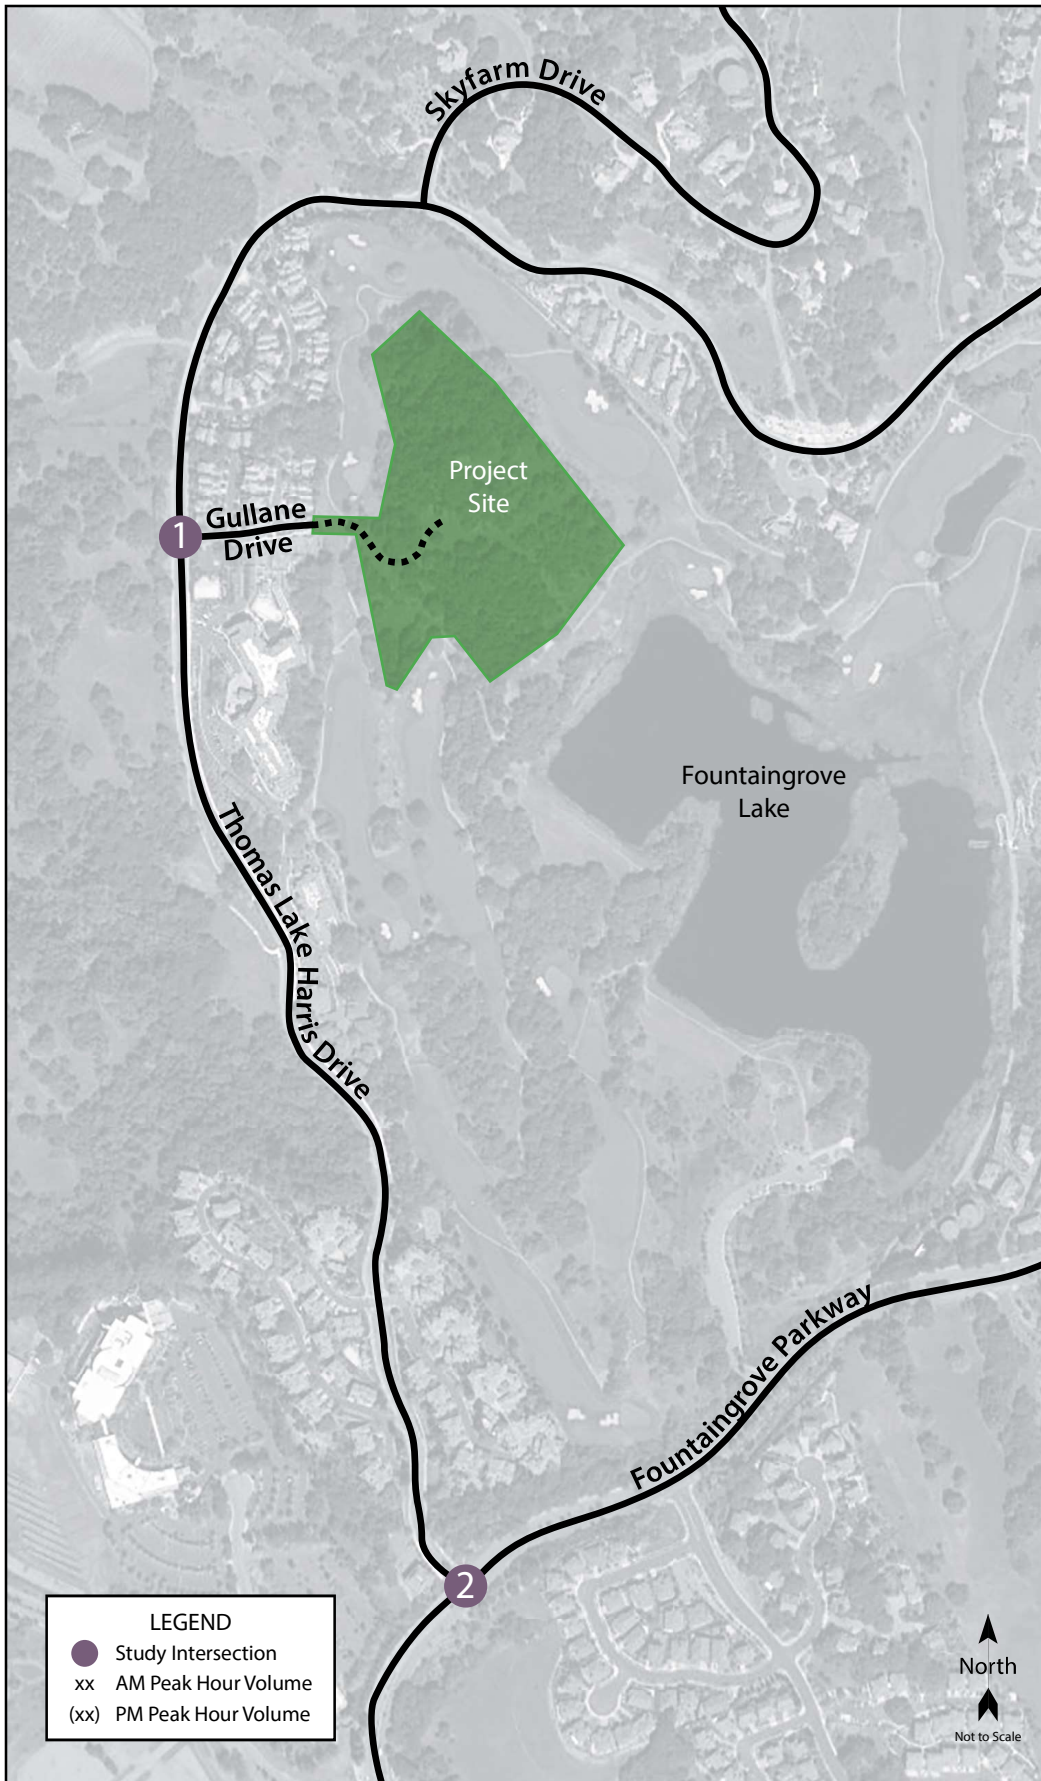 Skyfarm Drive
Project
Site
1
Gullane
Drive
Fountaingrove
Lake
Thomas Lake Harris Drive
Fountaingrove Parkway
2
LEGEND
Study Intersection
xx AM Peak Hour Volume
(xx) PM Peak Hour Volume
North
Not to Scale